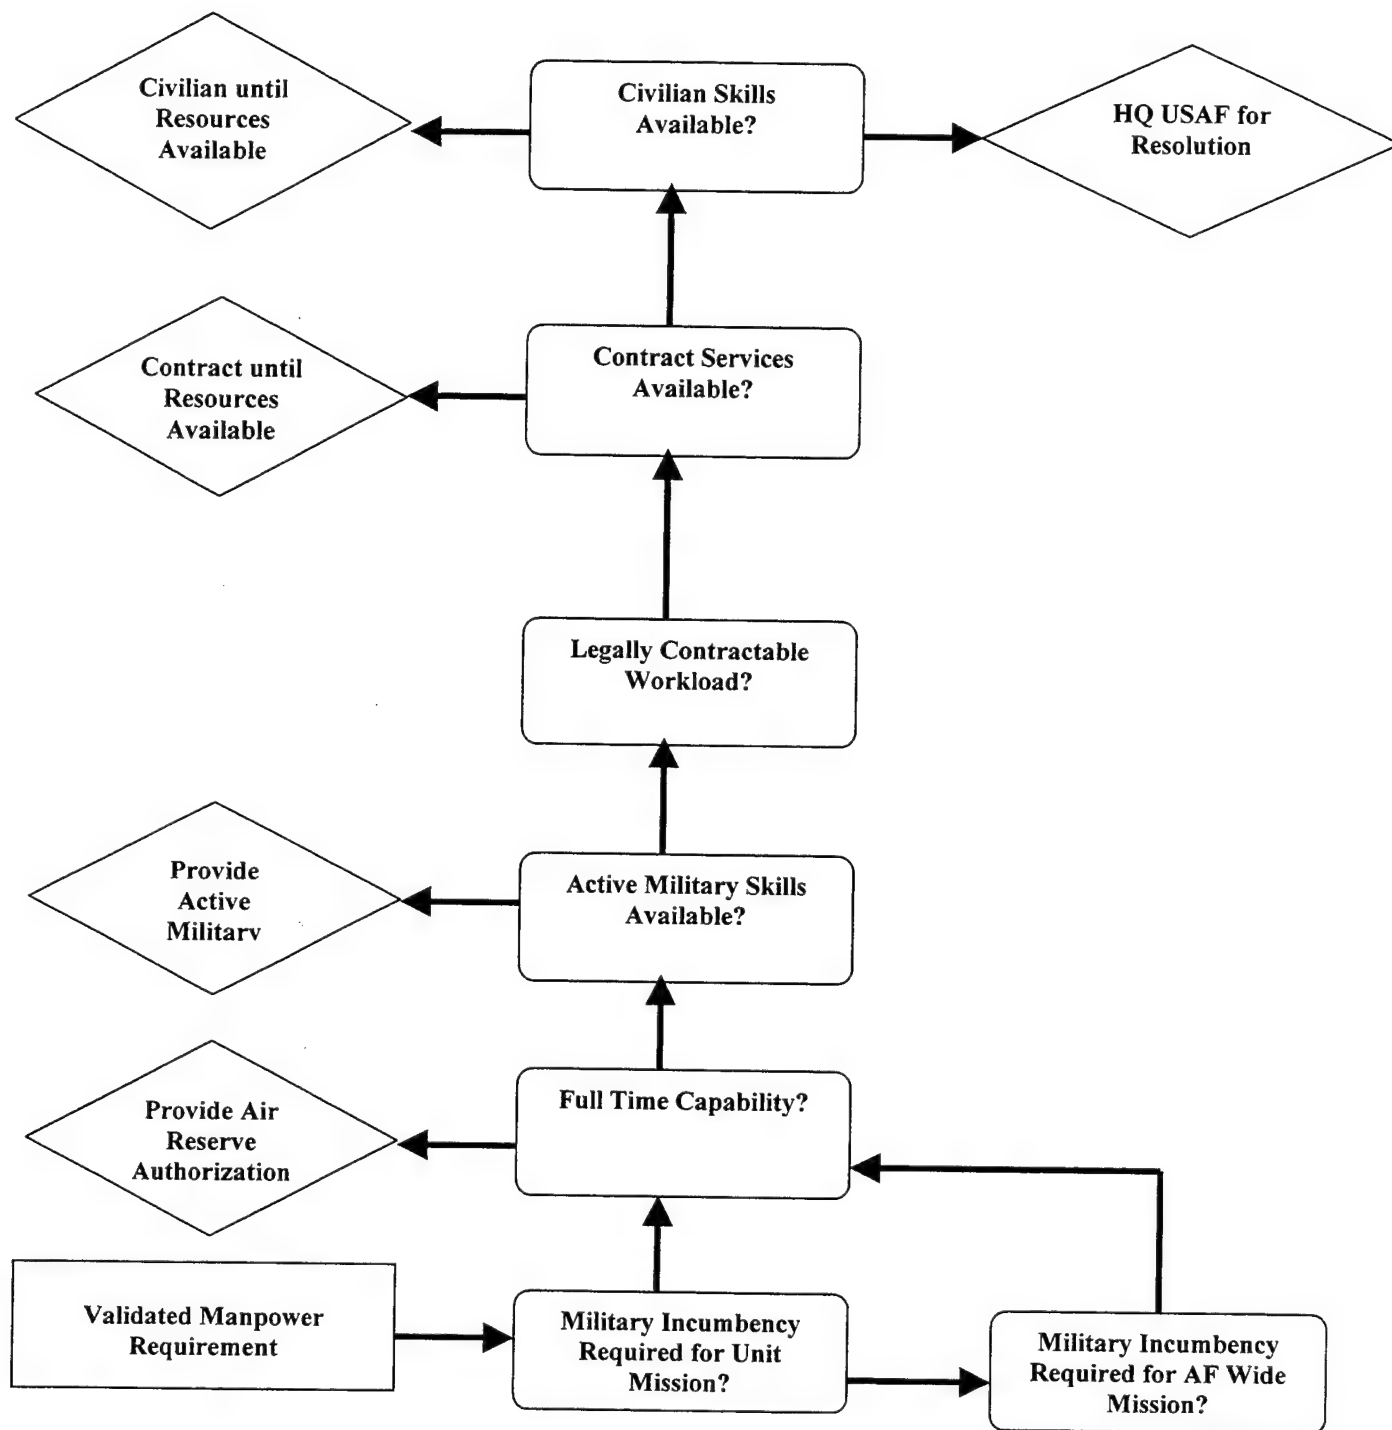 Civilian until
Resources
Available
Civilian Skills
Available?
HQ USAF for
Resolution
Contract until
Resources
Available
Contract Services
Available?
Legally Contractable
Workload?
Provide
Active
Military
Active Military Skills
Available?
Provide Air
Reserve
Authorization
Full Time Capability?
Validated Manpower
Requirement
Military Incumbency
Required for Unit
Mission?
Military Incumbency
Required for AF Wide
Mission?